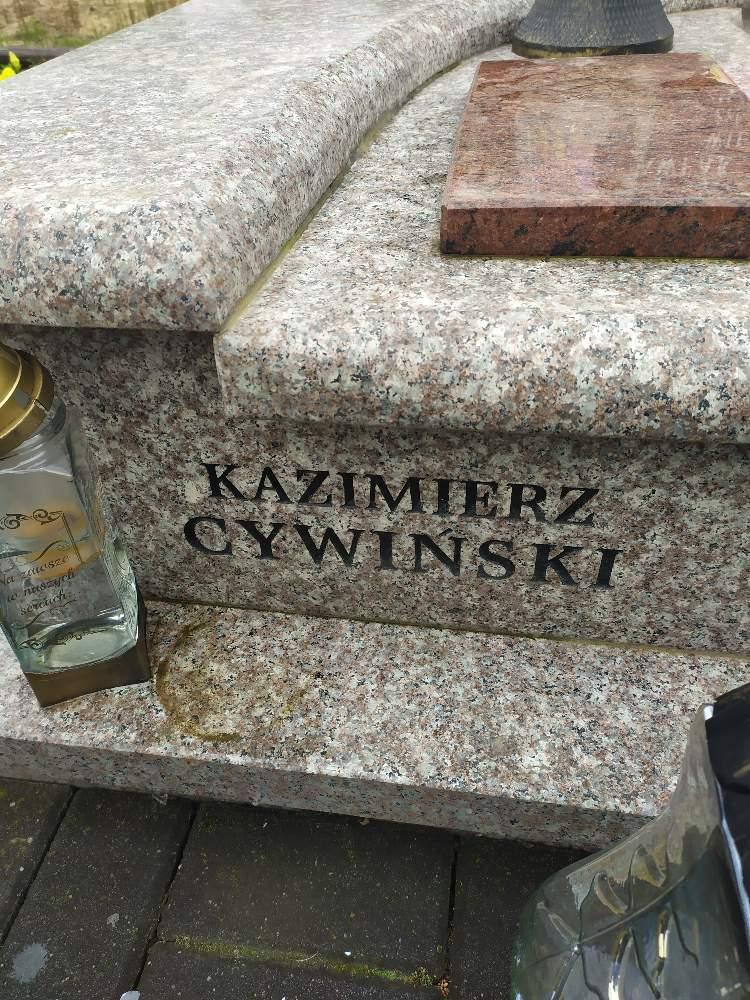 KAZIMIERZ
CYWIŃSKI
Na zawsze
w naszych
sercach